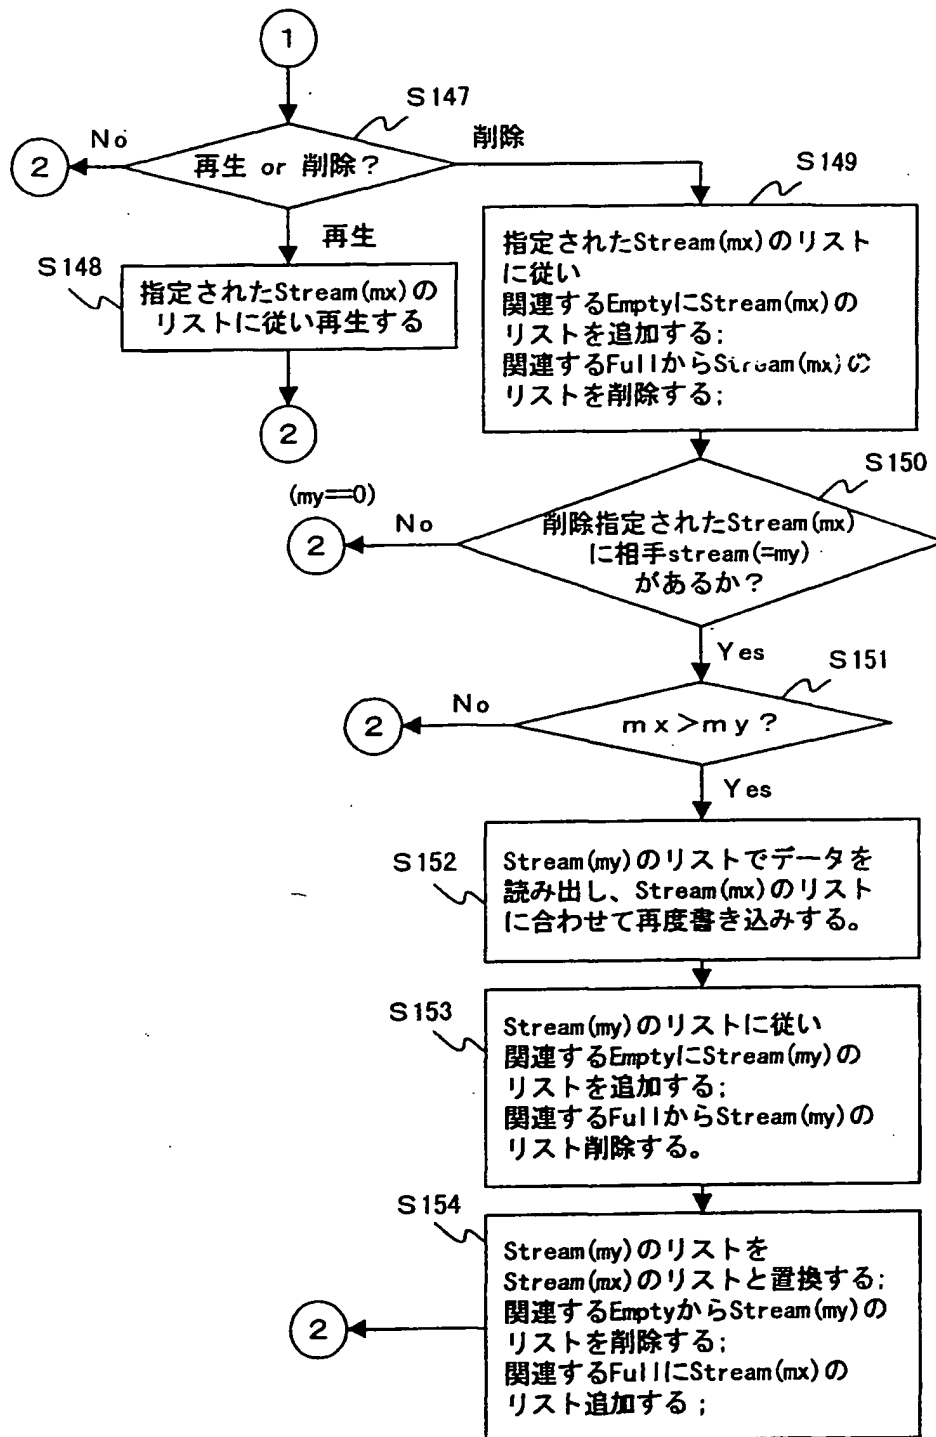 1
S147
No
削除
2
再生 or 削除?
S149
再生
S148
指定されたStream(mx)の
リストに従い再生する
指定されたStream(mx)のリスト
に従い
関連するEmptyにStream(mx)の
リストを追加する;
関連するFullからStream(mx)の
リストを削除する;
2
S150
(my==0)
No
2
削除指定されたStream(mx)
に相手stream(=my)
があるか?
Yes
S151
No
2
mx>my?
Yes
S152
Stream(my)のリストでデータを
読み出し、Stream(mx)のリスト
に合わせて再度書き込みする。
S153
Stream(my)のリストに従い
関連するEmptyにStream(my)の
リストを追加する;
関連するFullからStream(my)の
リスト削除する。
S154
Stream(my)のリストを
Stream(mx)のリストと置換する;
関連するEmptyからStream(my)の
リストを削除する;
関連するFullにStream(mx)の
リスト追加する;
2